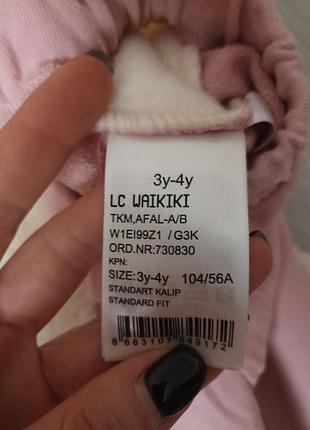 3y-4y
LC WAIKIKI
TKM,AFAL-A/B
W1EI99Z1 /G3K
ORD.NR:730830
KPN:
SIZE:3y-4y 104/56A
STANDART KALIP
STANDARD FIT
8 683107 849172